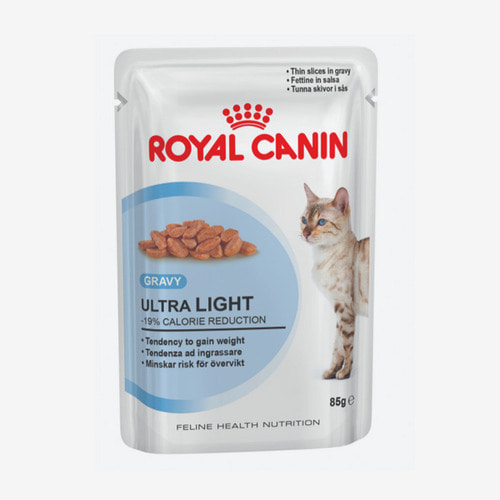 • Thin slices in gravy
• Fettine in salsa
• Tunna skivor i sås
ROYAL CANIN
GRAVY
ULTRA LIGHT
-19% CALORIE REDUCTION
• Tendency to gain weight
• Tendenza ad ingrassare
• Minskar risk för övervikt
85g e
FELINE HEALTH NUTRITION